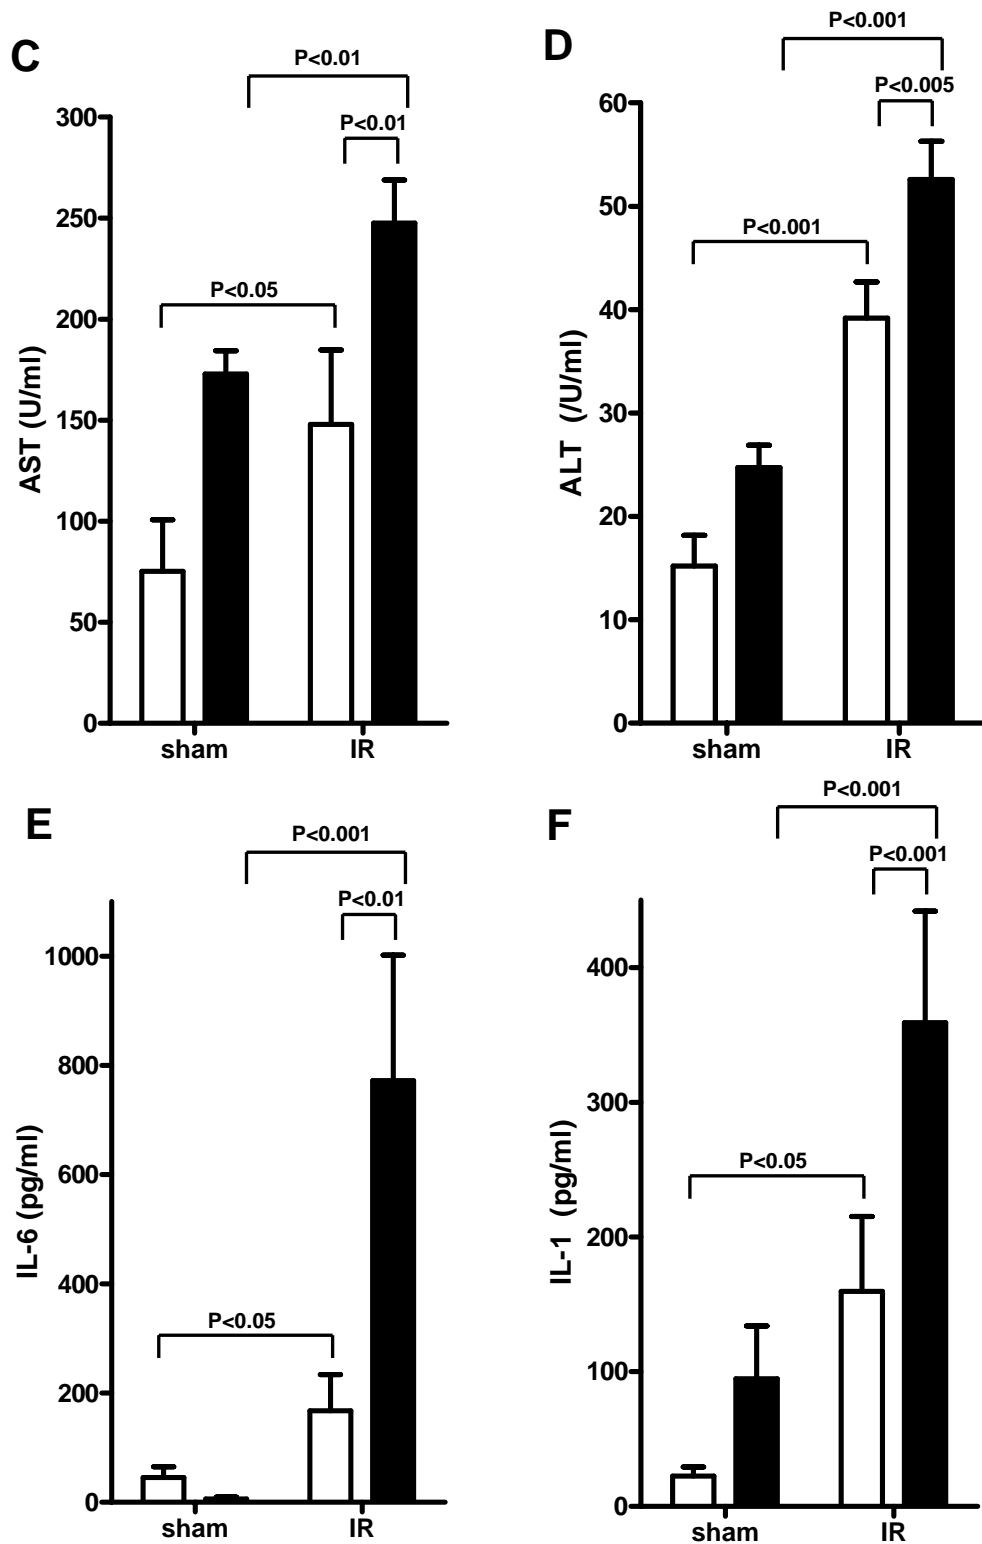 C
P<0.01
P<0.01
P<0.05
AST (U/ml)
300
250
200
150
100
50
0
sham
IR
D
P<0.001
P<0.005
P<0.001
ALT (/U/ml)
60
50
40
30
20
10
0
sham
IR
E
P<0.001
P<0.01
P<0.05
IL-6 (pg/ml)
1000
800
600
400
200
0
sham
IR
F
P<0.001
P<0.001
P<0.05
IL-1 (pg/ml)
400
300
200
100
0
sham
IR